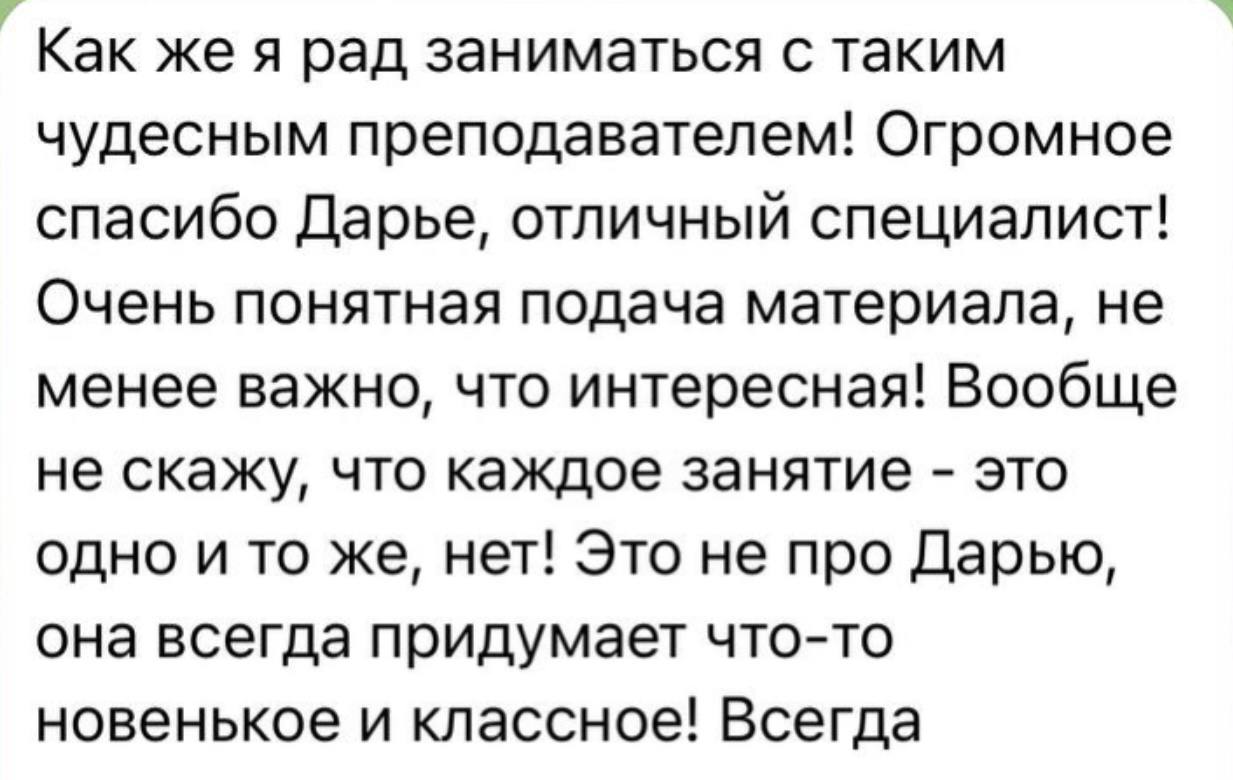 Как же я рад заниматься с таким
чудесным преподавателем! Огромное
спасибо Дарье, отличный специалист!
Очень понятная подача материала, не
менее важно, что интересная! Вообще
не скажу, что каждое занятие - это
одно и то же, нет! Это не про Дарью,
она всегда придумает что-то
новенькое и классное! Всегда